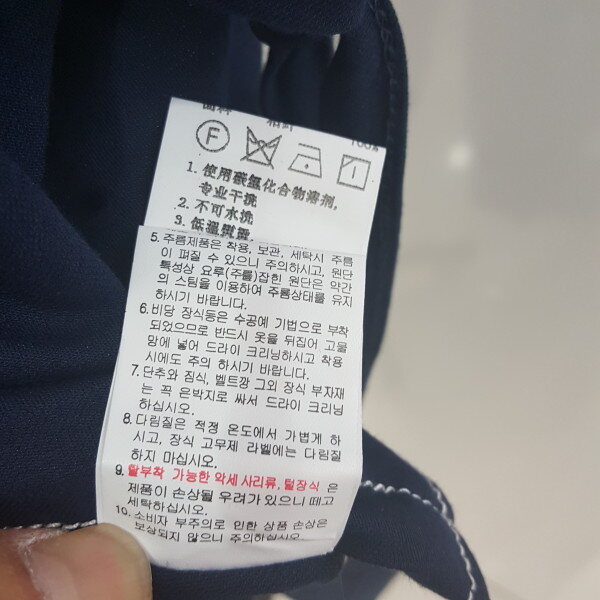 100%
F
1. 使用碳氢化合物溶剂,
专业干洗
2. 不可水洗
3. 低温熨烫
5. 주름제품은 착용, 보관, 세탁시 주름
이 펴질 수 있으니 주의하시고, 원단
특성상 요루(주름)잡힌 원단은 약간
의 스팀을 이용하여 주름상태를 유지
하시기 바랍니다.
6. 비당 장식등은 수공예 기법으로 부착
되었으므로 반드시 옷을 뒤집어 고물
망에 넣어 드라이 크리닝하시고 착용
시에도 주의 하시기 바랍니다.
7. 단추와 짐식, 벨트깡 그외 장식 부자재
는 꼭 은박지로 싸서 드라이 크리닝
하십시오.
8. 다림질은 적정 온도에서 가볍게 하
시고, 장식 고무제 라벨에는 다림질
하지 마십시오.
9. 탈부착 가능한 악세사리류, 털장식 은
제품이 손상될 우려가 있으니 떼고
세탁하십시오.
10. 소비자 부주의로 인한 상품 손상은
보상되지 않으니 주의하십시오.